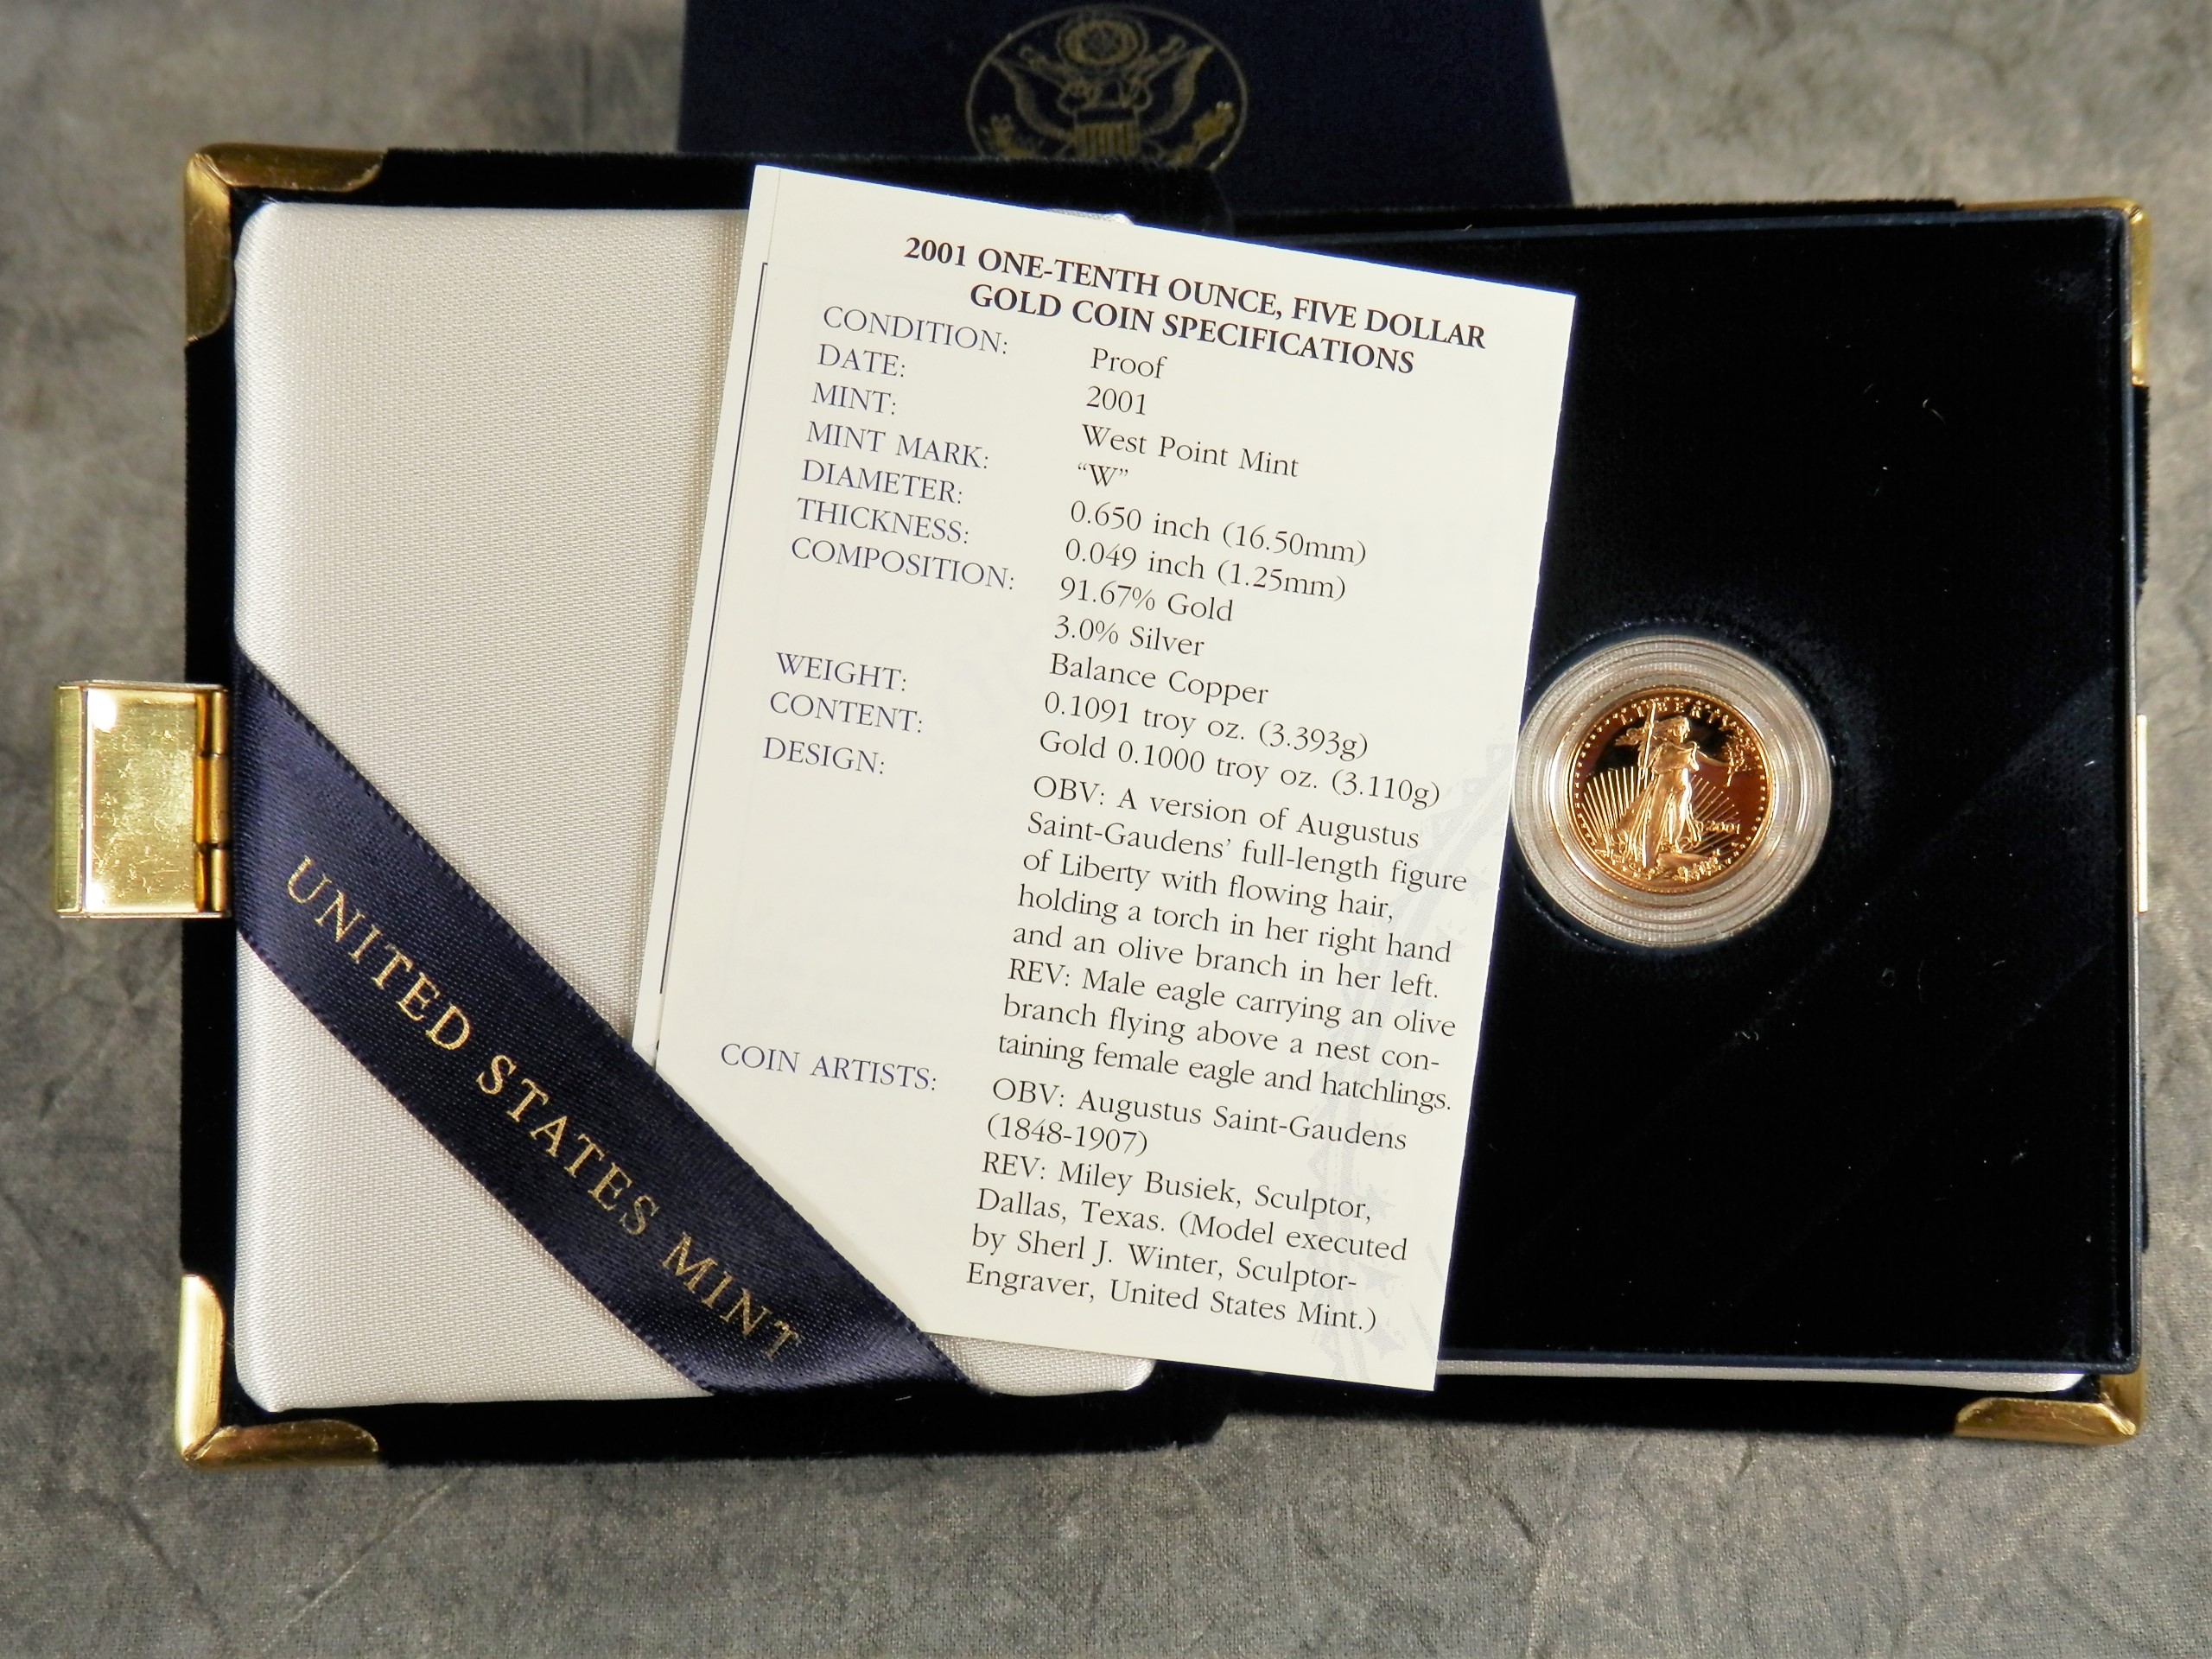 2001 ONE-TENTH OUNCE, FIVE DOLLAR
GOLD COIN SPECIFICATIONS
CONDITION: Proof
DATE: 2001
MINT: West Point Mint
MINT MARK: “W”
DIAMETER: 0.650 inch (16.50mm)
THICKNESS: 0.049 inch (1.25mm)
COMPOSITION: 91.67% Gold
3.0% Silver
Balance Copper
WEIGHT: 0.1091 troy oz. (3.393g)
CONTENT: Gold 0.1000 troy oz. (3.110g)
DESIGN: OBV: A version of Augustus
Saint-Gaudens’ full-length figure
of Liberty with flowing hair,
holding a torch in her right hand
and an olive branch in her left.
REV: Male eagle carrying an olive
branch flying above a nest con-
taining female eagle and hatchlings.
COIN ARTISTS: OBV: Augustus Saint-Gaudens
(1848-1907)
REV: Miley Busiek, Sculptor,
Dallas, Texas. (Model executed
by Sherl J. Winter, Sculptor-
Engraver, United States Mint.)
UNITED STATES MINT
LIBERTY
2001